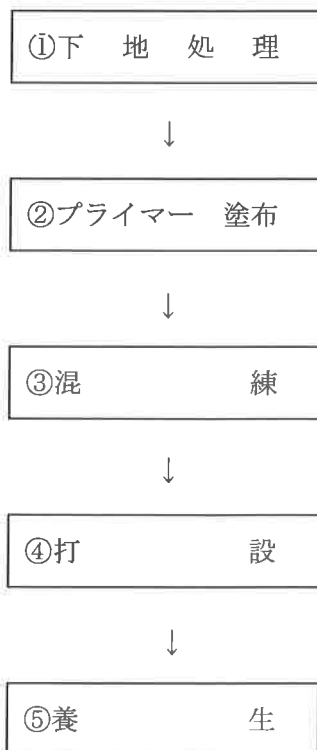 ①下　地　処　理
↓
②プライマー　塗布
↓
③混　　　　　練
↓
④打　　　　　設
↓
⑤養　　　　　生